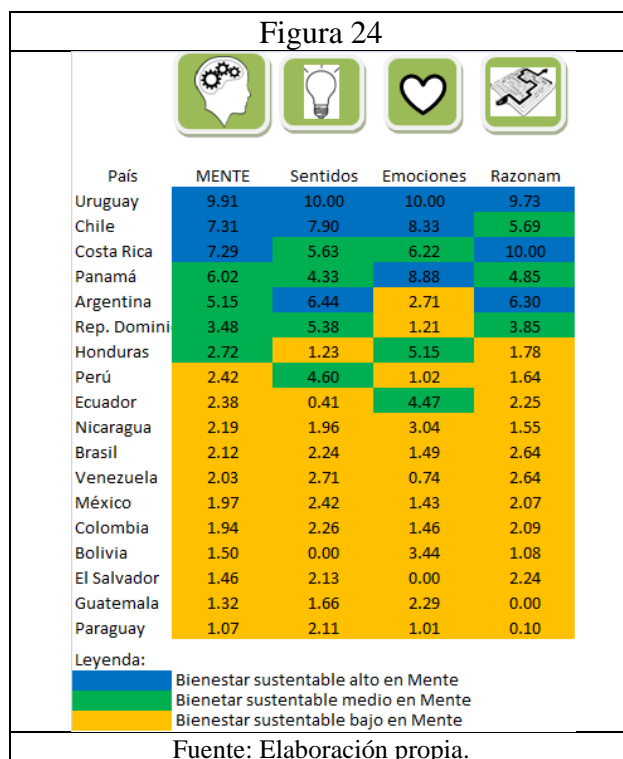 Figura 24
País MENTE Sentidos Emociones Razonam
Uruguay 9.91 10.00 10.00 9.73
Chile 7.31 7.90 8.33 5.69
Costa Rica 7.29 5.63 6.22 10.00
Panamá 6.02 4.33 8.88 4.85
Argentina 5.15 6.44 2.71 6.30
Rep. Domini 3.48 5.38 1.21 3.85
Honduras 2.72 1.23 5.15 1.78
Perú 2.42 4.60 1.02 1.64
Ecuador 2.38 0.41 4.47 2.25
Nicaragua 2.19 1.96 3.04 1.55
Brasil 2.12 2.24 1.49 2.64
Venezuela 2.03 2.71 0.74 2.64
México 1.97 2.42 1.43 2.07
Colombia 1.94 2.26 1.46 2.09
Bolivia 1.50 0.00 3.44 1.08
El Salvador 1.46 2.13 0.00 2.24
Guatemala 1.32 1.66 2.29 0.00
Paraguay 1.07 2.11 1.01 0.10
Leyenda:
Bienestar sustentable alto en Mente
Bienetar sustentable medio en Mente
Bienestar sustentable bajo en Mente
Fuente: Elaboración propia.